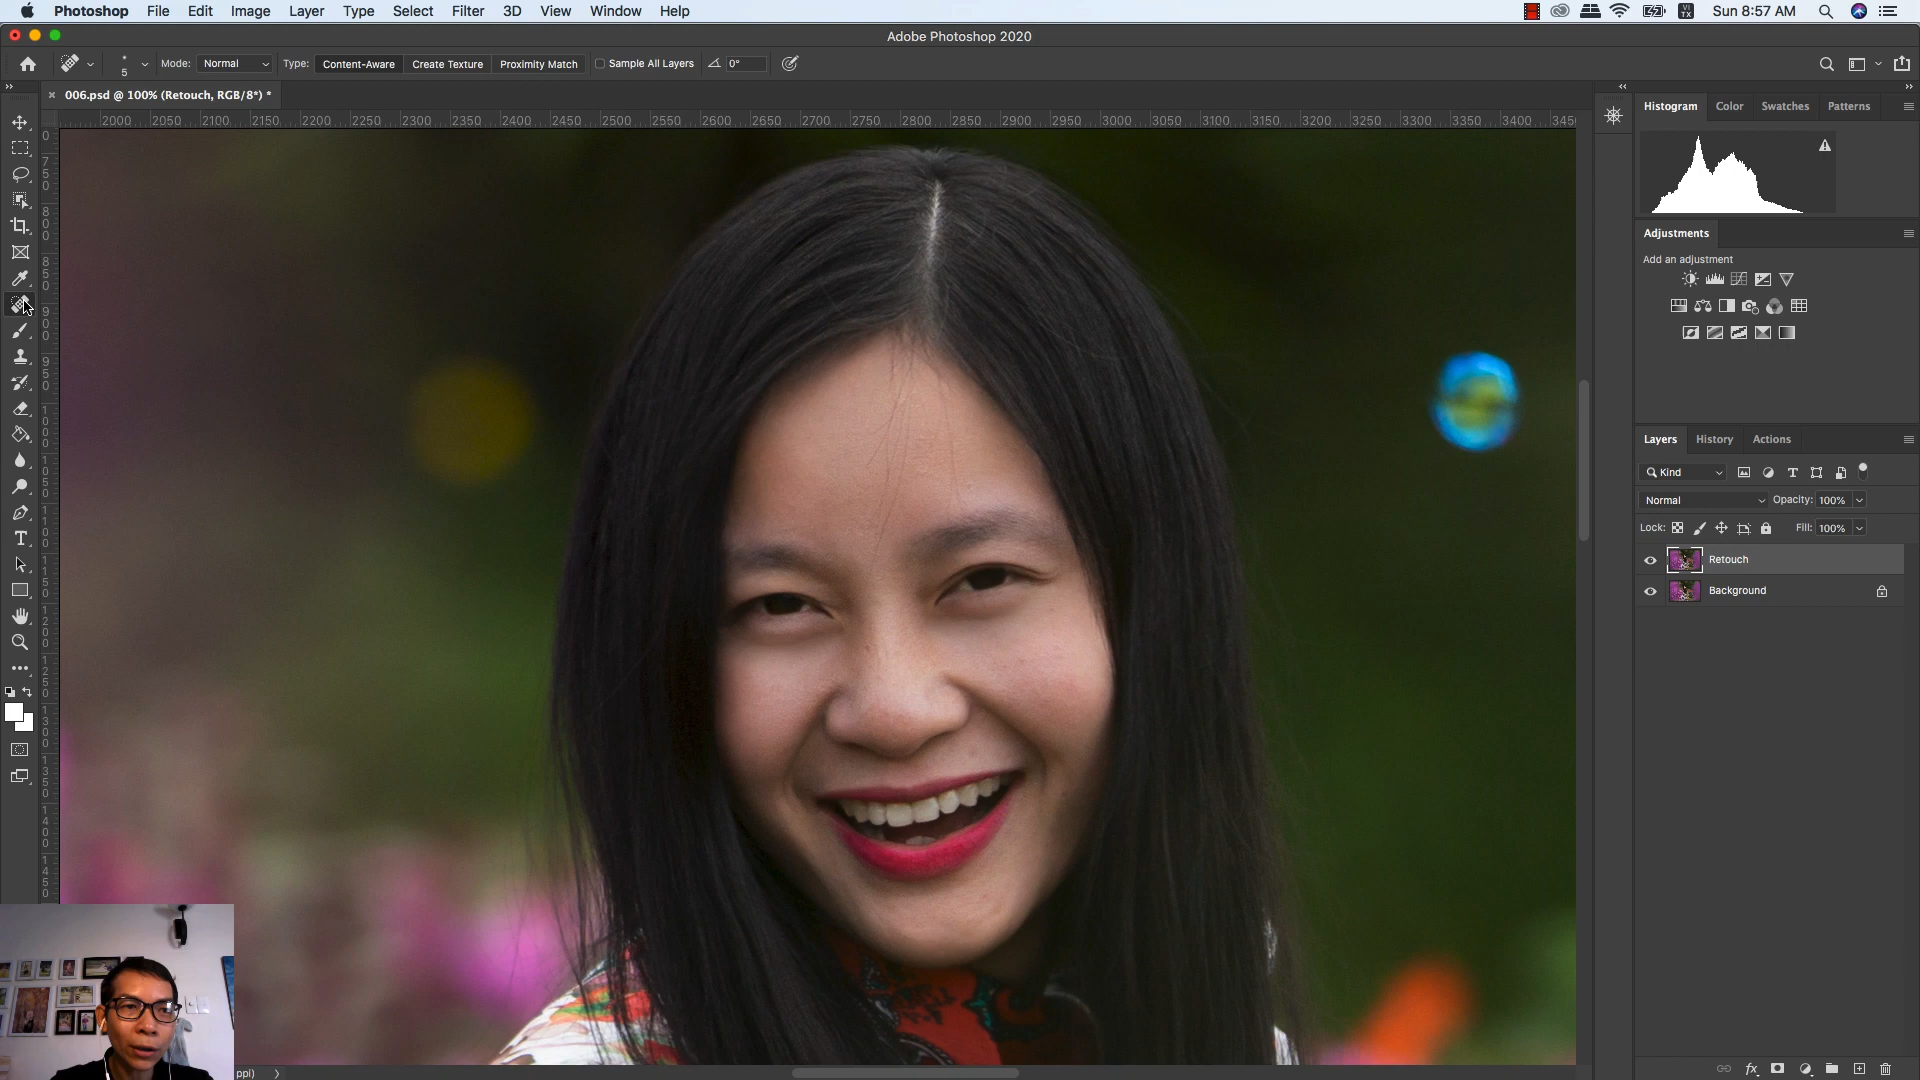 Photoshop File Edit Image Layer Type Select Filter 3D View Window Help Sun 8:57 AM
Adobe Photoshop 2020
5 Mode: Normal Type: Content-Aware Create Texture Proximity Match Sample All Layers 0°
006.psd @ 100% (Retouch, RGB/8*) *
2000 2050 2100 2150 2200 2250 2300 2350 2400 2450 2500 2550 2600 2650 2700 2750 2800 2850 2900 2950 3000 3050 3100 3150 3200 3250 3300 3350 3400 345
Histogram Color Swatches Patterns
Adjustments
Add an adjustment
Layers History Actions
Kind
Normal Opacity: 100%
Lock: Fill: 100%
Retouch
Background
ppi)